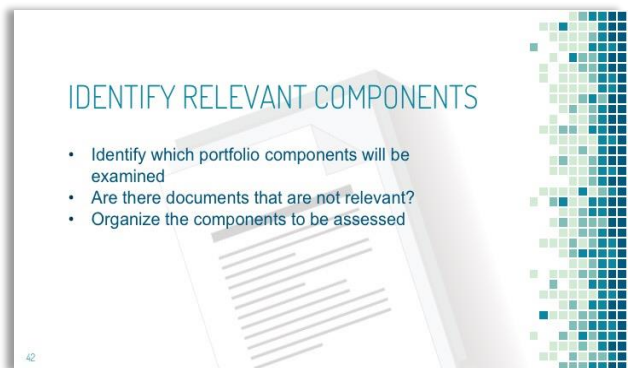 IDENTIFY RELEVANT COMPONENTS
• Identify which portfolio components will be
examined
• Are there documents that are not relevant?
• Organize the components to be assessed
42